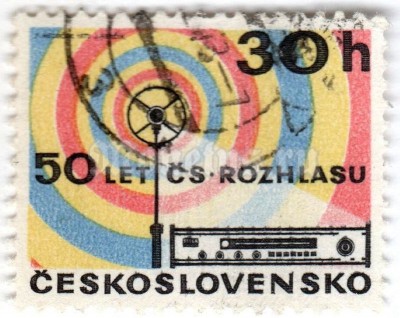 30 h
50 LET ČS·ROZHLASU
ČESKOSLOVENSKO